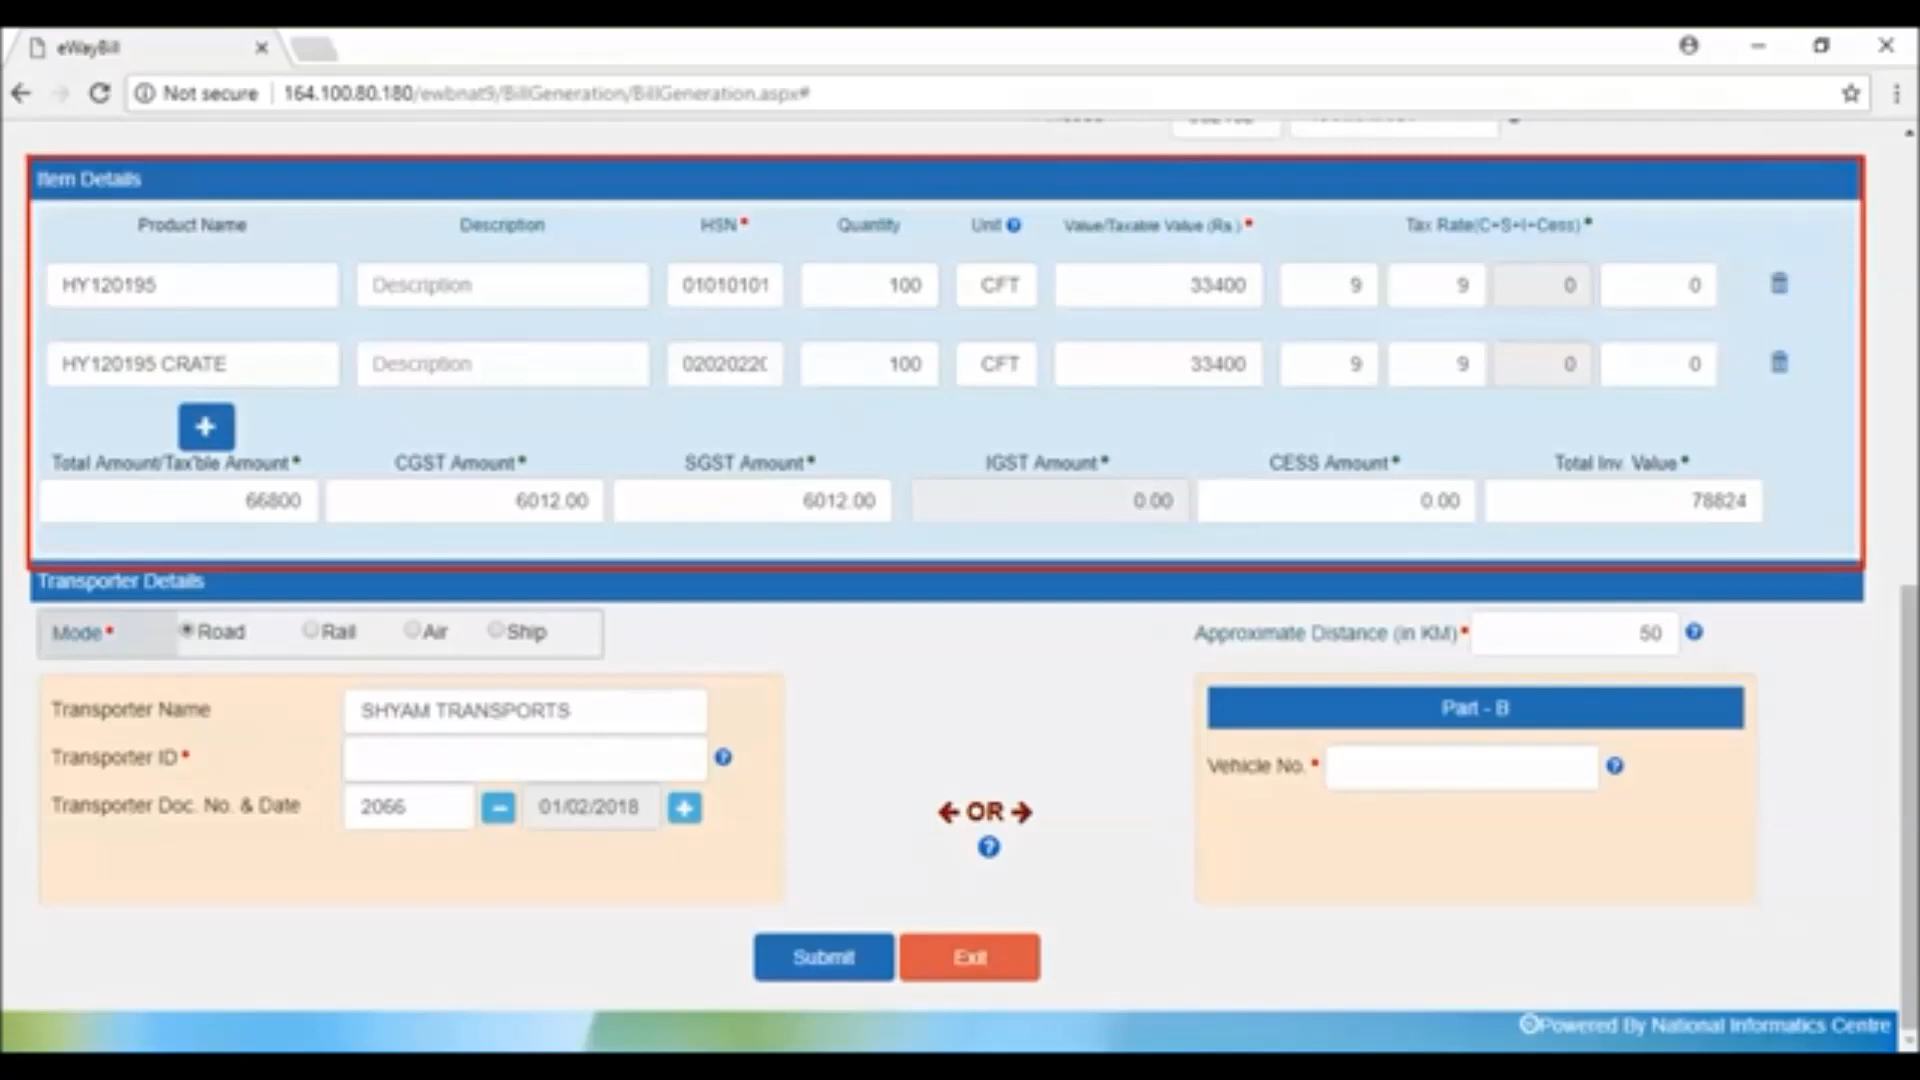 eWayBill
Not secure 164.100.80.180/ewbnat9/BillGeneration/BillGeneration.aspx#
Item Details
Product Name Description HSN* Quantity Unit Value/Taxable Value (Rs.)* Tax Rate(C+S+I+Cess)*
HY120195 Description 01010101 100 CFT 33400 9 9 0 0
HY120195 CRATE Description 0202022 100 CFT 33400 9 9 0 0
+
Total Amount/Tax'ble Amount* CGST Amount* SGST Amount* IGST Amount* CESS Amount* Total Inv. Value*
66800 6012.00 6012.00 0.00 0.00 78824
Transporter Details
Mode* Road Rail Air Ship Approximate Distance (in KM)* 50
Transporter Name SHYAM TRANSPORTS Part - B
Transporter ID* Vehicle No.*
Transporter Doc. No. & Date 2066 01/02/2018
OR
Submit Exit
©Powered By National Informatics Centre